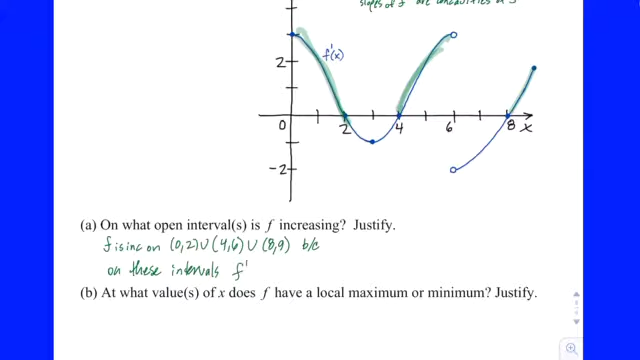 slopes of f' are concavities of f
f'(x)
2
0
2
4
6
8
x
-2
(a) On what open interval(s) is f increasing? Justify.
f is inc on (0,2) ∪ (4,6) ∪ (8,9) b/c
on these intervals f'
(b) At what value(s) of x does f have a local maximum or minimum? Justify.